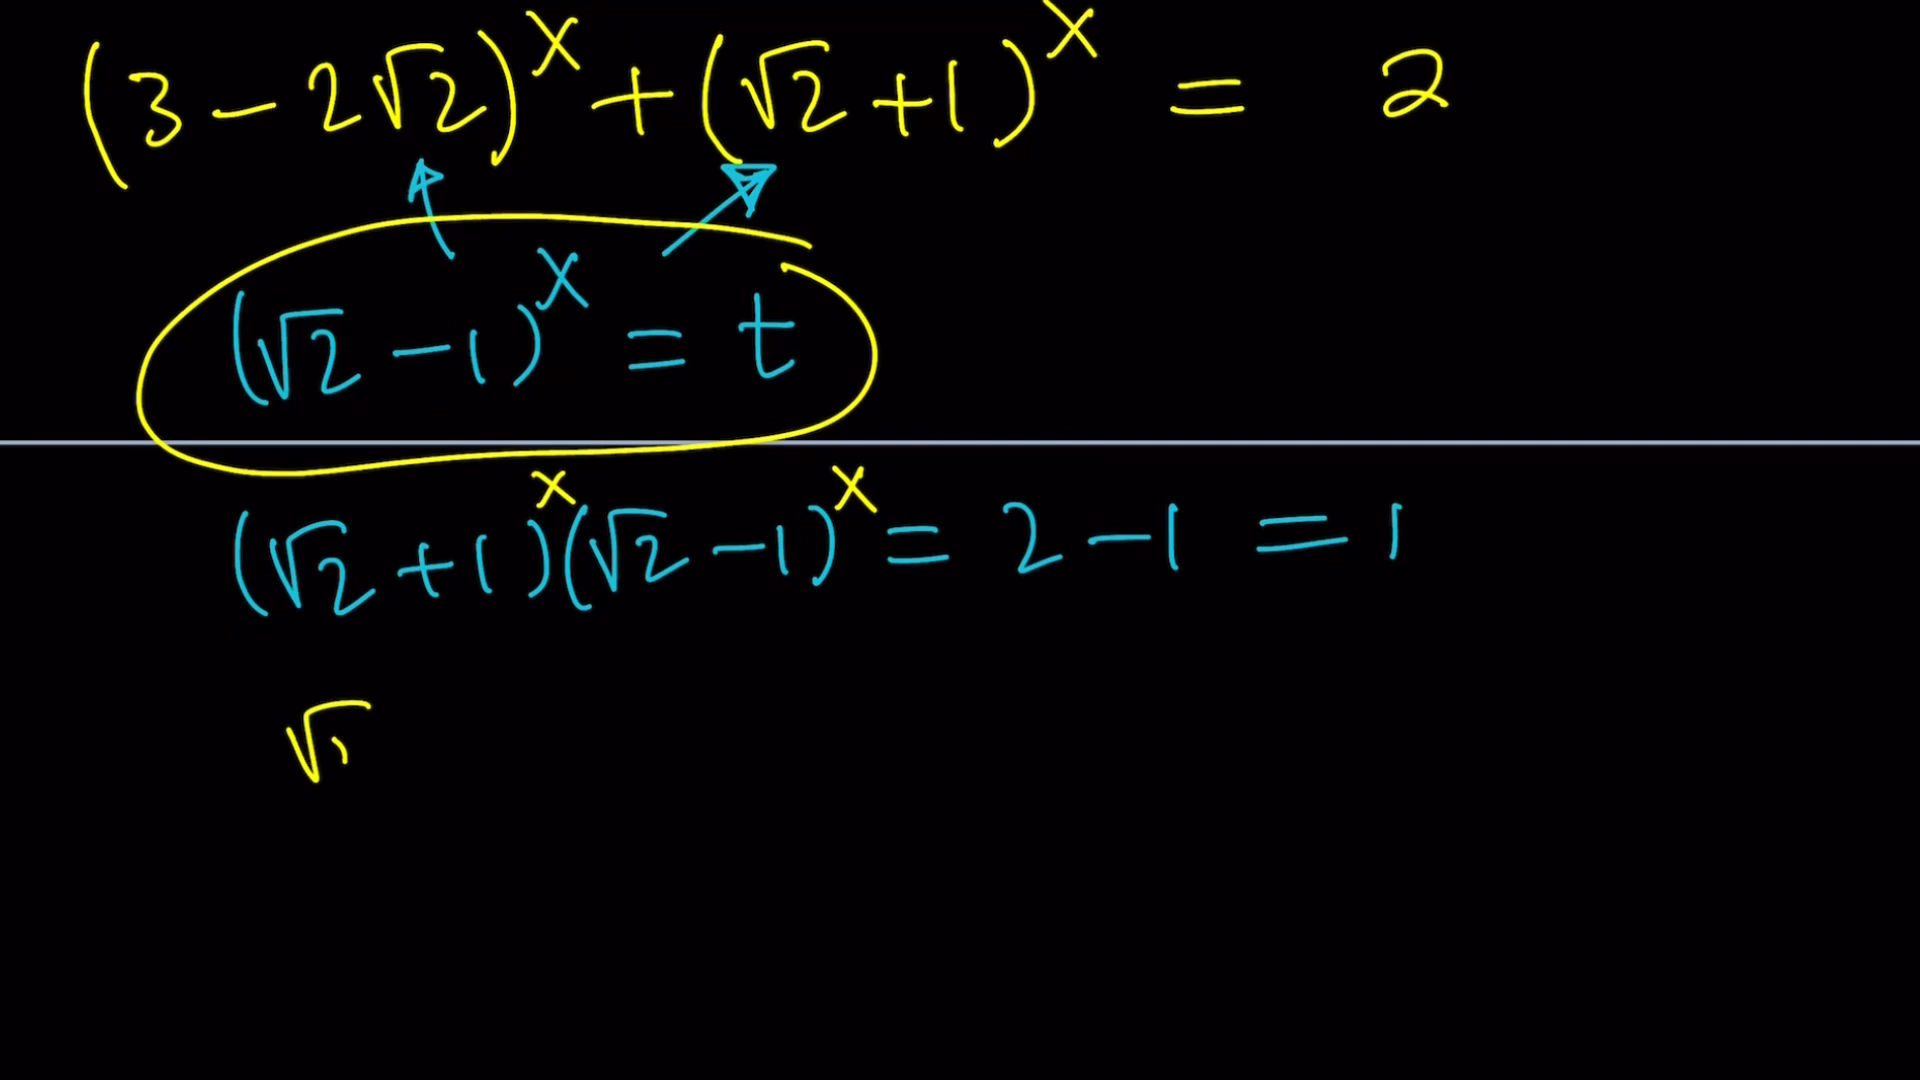 (3 - 2√2)^x + (√2 + 1)^x = 2
(√2 - 1)^x = t
(√2 + 1)^x (√2 - 1)^x = 2 - 1 = 1
√